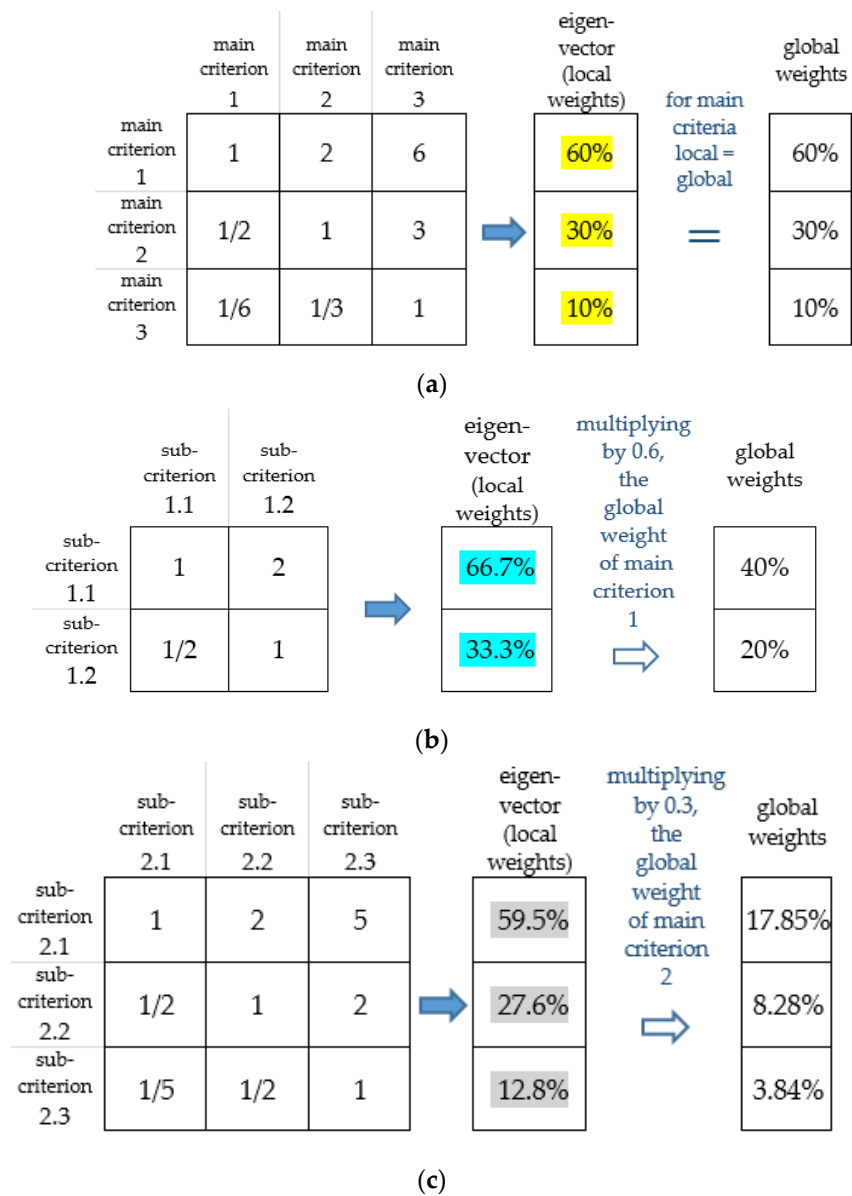 main criterion 1
main criterion 2
main criterion 3
eigen-
vector
(local
weights)
global
weights
main
criterion
1
1
2
6
60%
for main
criteria
local =
global
60%
main
criterion
2
1/2
1
3
30%
=
30%
main
criterion
3
1/6
1/3
1
10%
10%
(a)
sub-
criterion
1.1
sub-
criterion
1.2
eigen-
vector
(local
weights)
multiplying
by 0.6,
the
global
weight
of main
criterion
1
global
weights
sub-
criterion
1.1
1
2
66.7%
40%
sub-
criterion
1.2
1/2
1
33.3%
20%
(b)
sub-
criterion
2.1
sub-
criterion
2.2
sub-
criterion
2.3
eigen-
vector
(local
weights)
multiplying
by 0.3,
the
global
weight
of main
criterion
2
global
weights
sub-
criterion
2.1
1
2
5
59.5%
17.85%
sub-
criterion
2.2
1/2
1
2
27.6%
8.28%
sub-
criterion
2.3
1/5
1/2
1
12.8%
3.84%
(c)